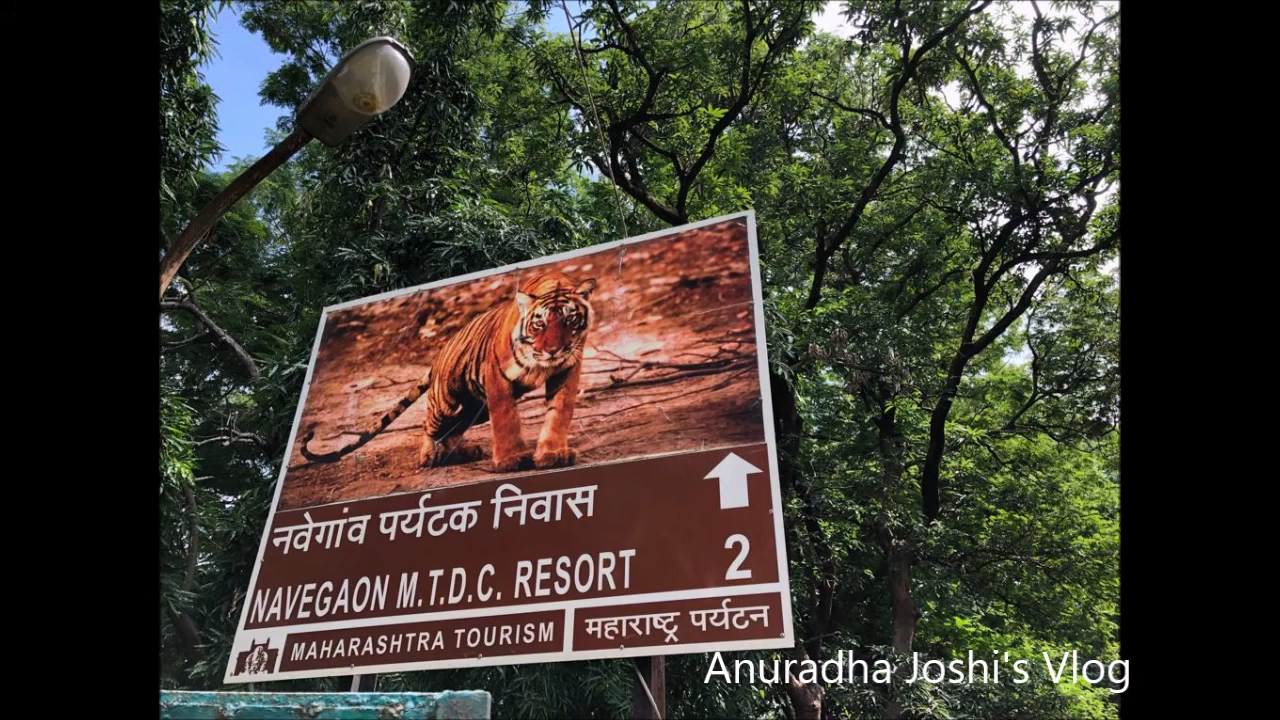 नवेगांव पर्यटक निवास
NAVEGAON M.T.D.C. RESORT
2
MAHARASHTRA TOURISM
महाराष्ट्र पर्यटन
Anuradha Joshi's Vlog